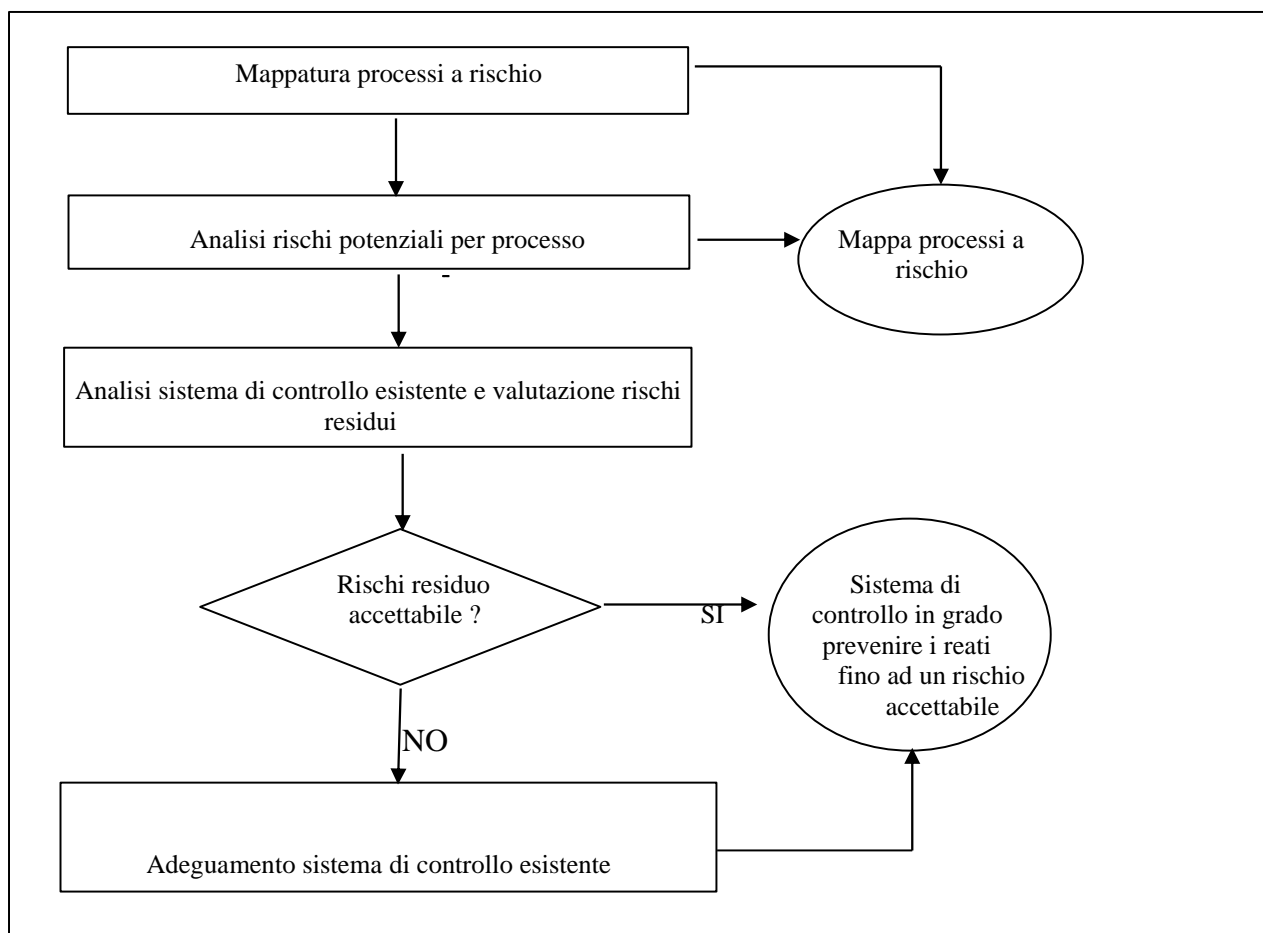 Mappatura processi a rischio
Analisi rischi potenziali per processo
-
Mappa processi a
rischio
Analisi sistema di controllo esistente e valutazione rischi
residui
Rischi residuo
accettabile ?
SI
Sistema di
controllo in grado
prevenire i reati
fino ad un rischio
accettabile
NO
Adeguamento sistema di controllo esistente